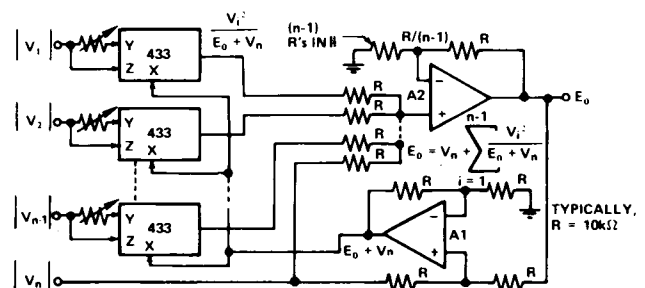 (n-1)
R's IN ||
R/(n-1)
R
|V₁|
Y
Z
433
X
V₁²
E₀ + Vₙ
A2
−
+
E₀
|V₂|
Y
Z
433
X
R
R
R
R
E₀ = Vₙ +
n-1
Σ
i = 1
Vᵢ²
E₀ + Vₙ
|Vₙ₋₁|
Y
Z
433
X
R
R
A1
−
+
E₀ + Vₙ
TYPICALLY,
R = 10kΩ
|Vₙ|
R
R